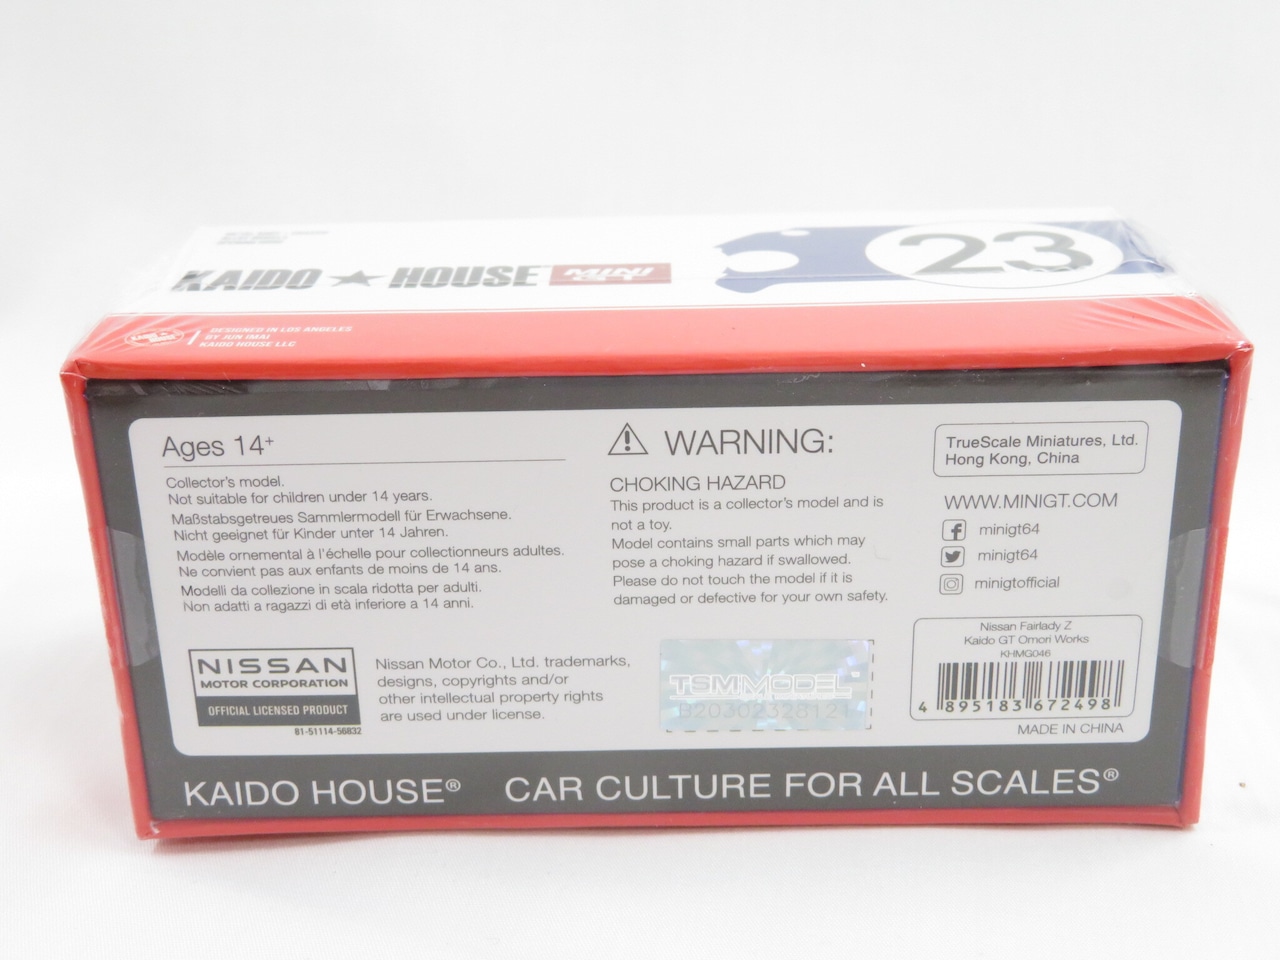 KAIDO★HOUSE MINI GT
23
DESIGNED IN LOS ANGELES
BY JUN IMAI
KAIDO HOUSE LLC
Ages 14+
Collector's model.
Not suitable for children under 14 years.
Maßstabsgetreues Sammlermodell für Erwachsene.
Nicht geeignet für Kinder unter 14 Jahren.
Modèle ornemental à l'échelle pour collectionneurs adultes.
Ne convient pas aux enfants de moins de 14 ans.
Modelli da collezione in scala ridotta per adulti.
Non adatti a ragazzi di età inferiore a 14 anni.
WARNING:
CHOKING HAZARD
This product is a collector's model and is
not a toy.
Model contains small parts which may
pose a choking hazard if swallowed.
Please do not touch the model if it is
damaged or defective for your own safety.
TrueScale Miniatures, Ltd.
Hong Kong, China
WWW.MINIGT.COM
minigt64
minigt64
minigtofficial
NISSAN
MOTOR CORPORATION
OFFICIAL LICENSED PRODUCT
81-51114-56832
Nissan Motor Co., Ltd. trademarks,
designs, copyrights and/or
other intellectual property rights
are used under license.
TSM MODEL
B20302328121
Nissan Fairlady Z
Kaido GT Omori Works
KHMG046
4 895183 672498
MADE IN CHINA
KAIDO HOUSE® CAR CULTURE FOR ALL SCALES®